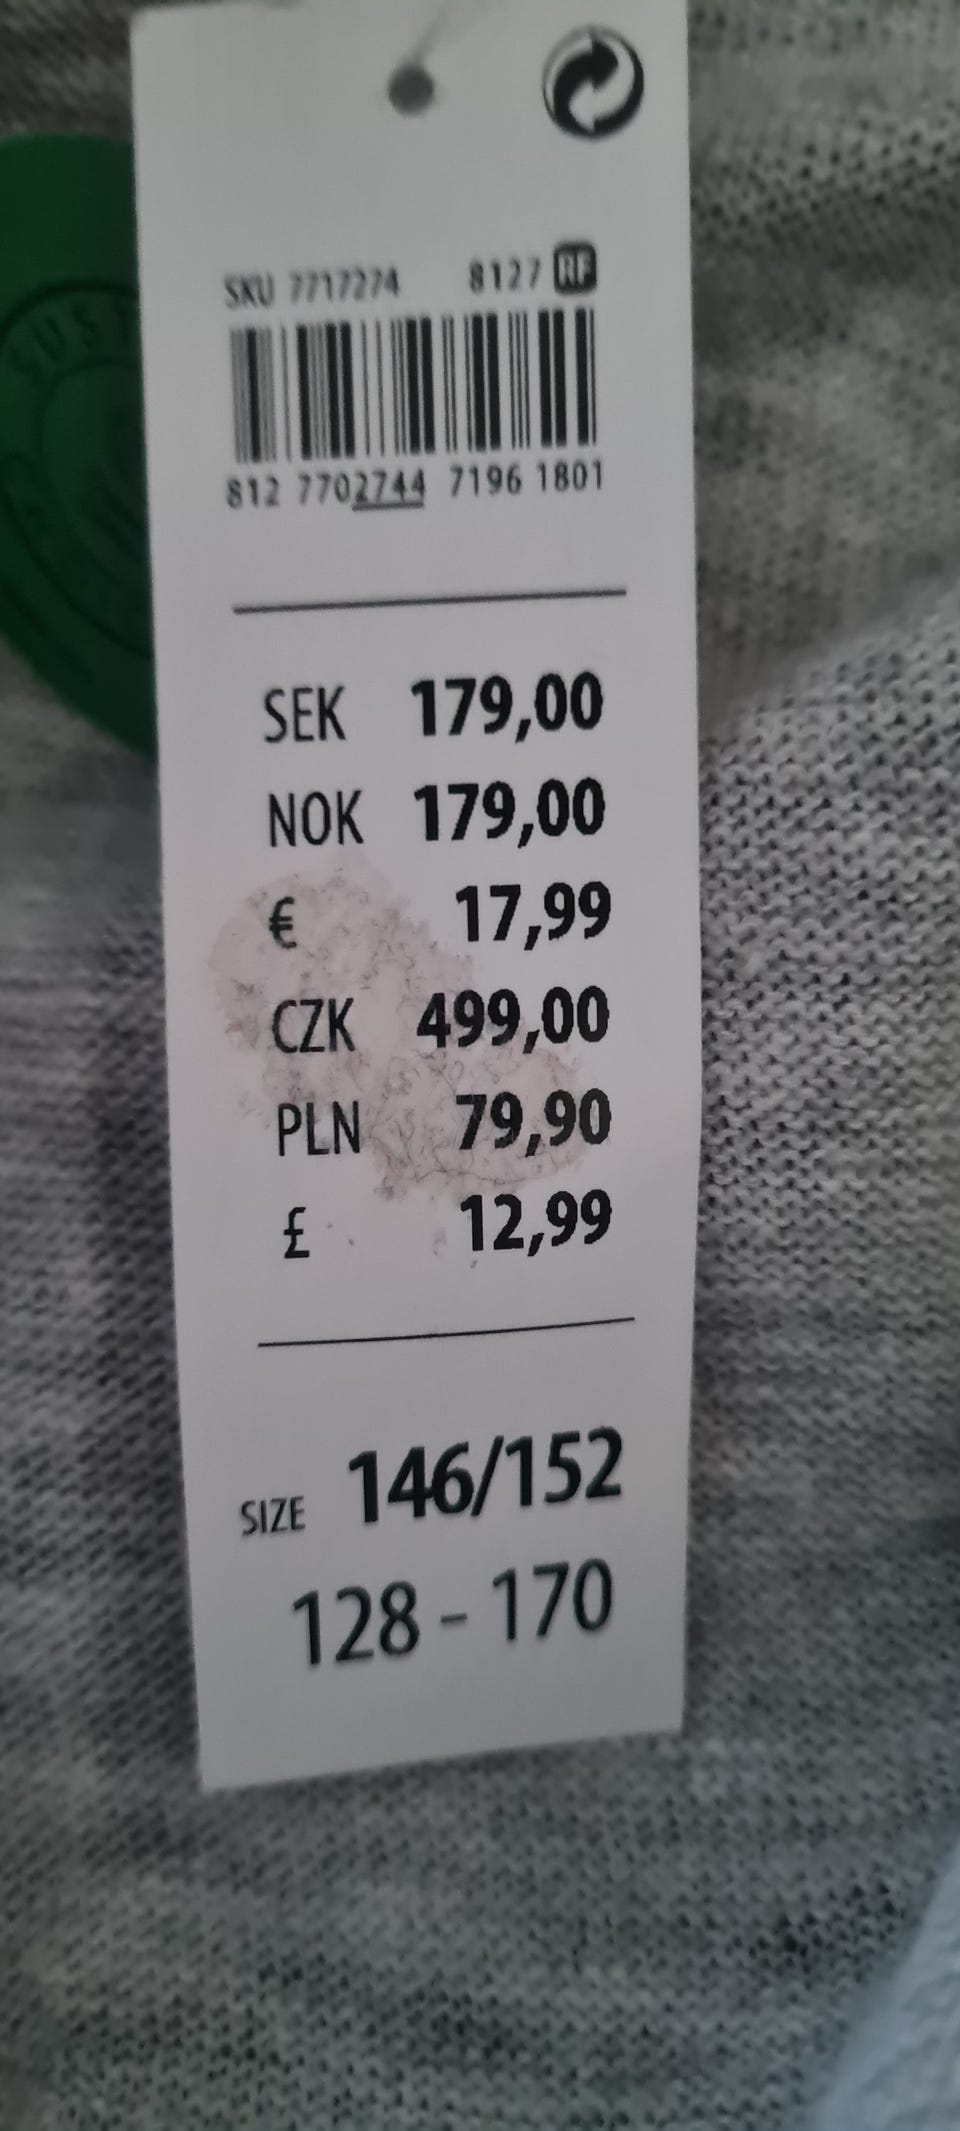 SKU 7717274 8127 RF
812 7702744 7196 1801
SEK 179,00
NOK 179,00
€ 17,99
CZK 499,00
PLN 79,90
£ 12,99
SIZE 146/152
128 - 170